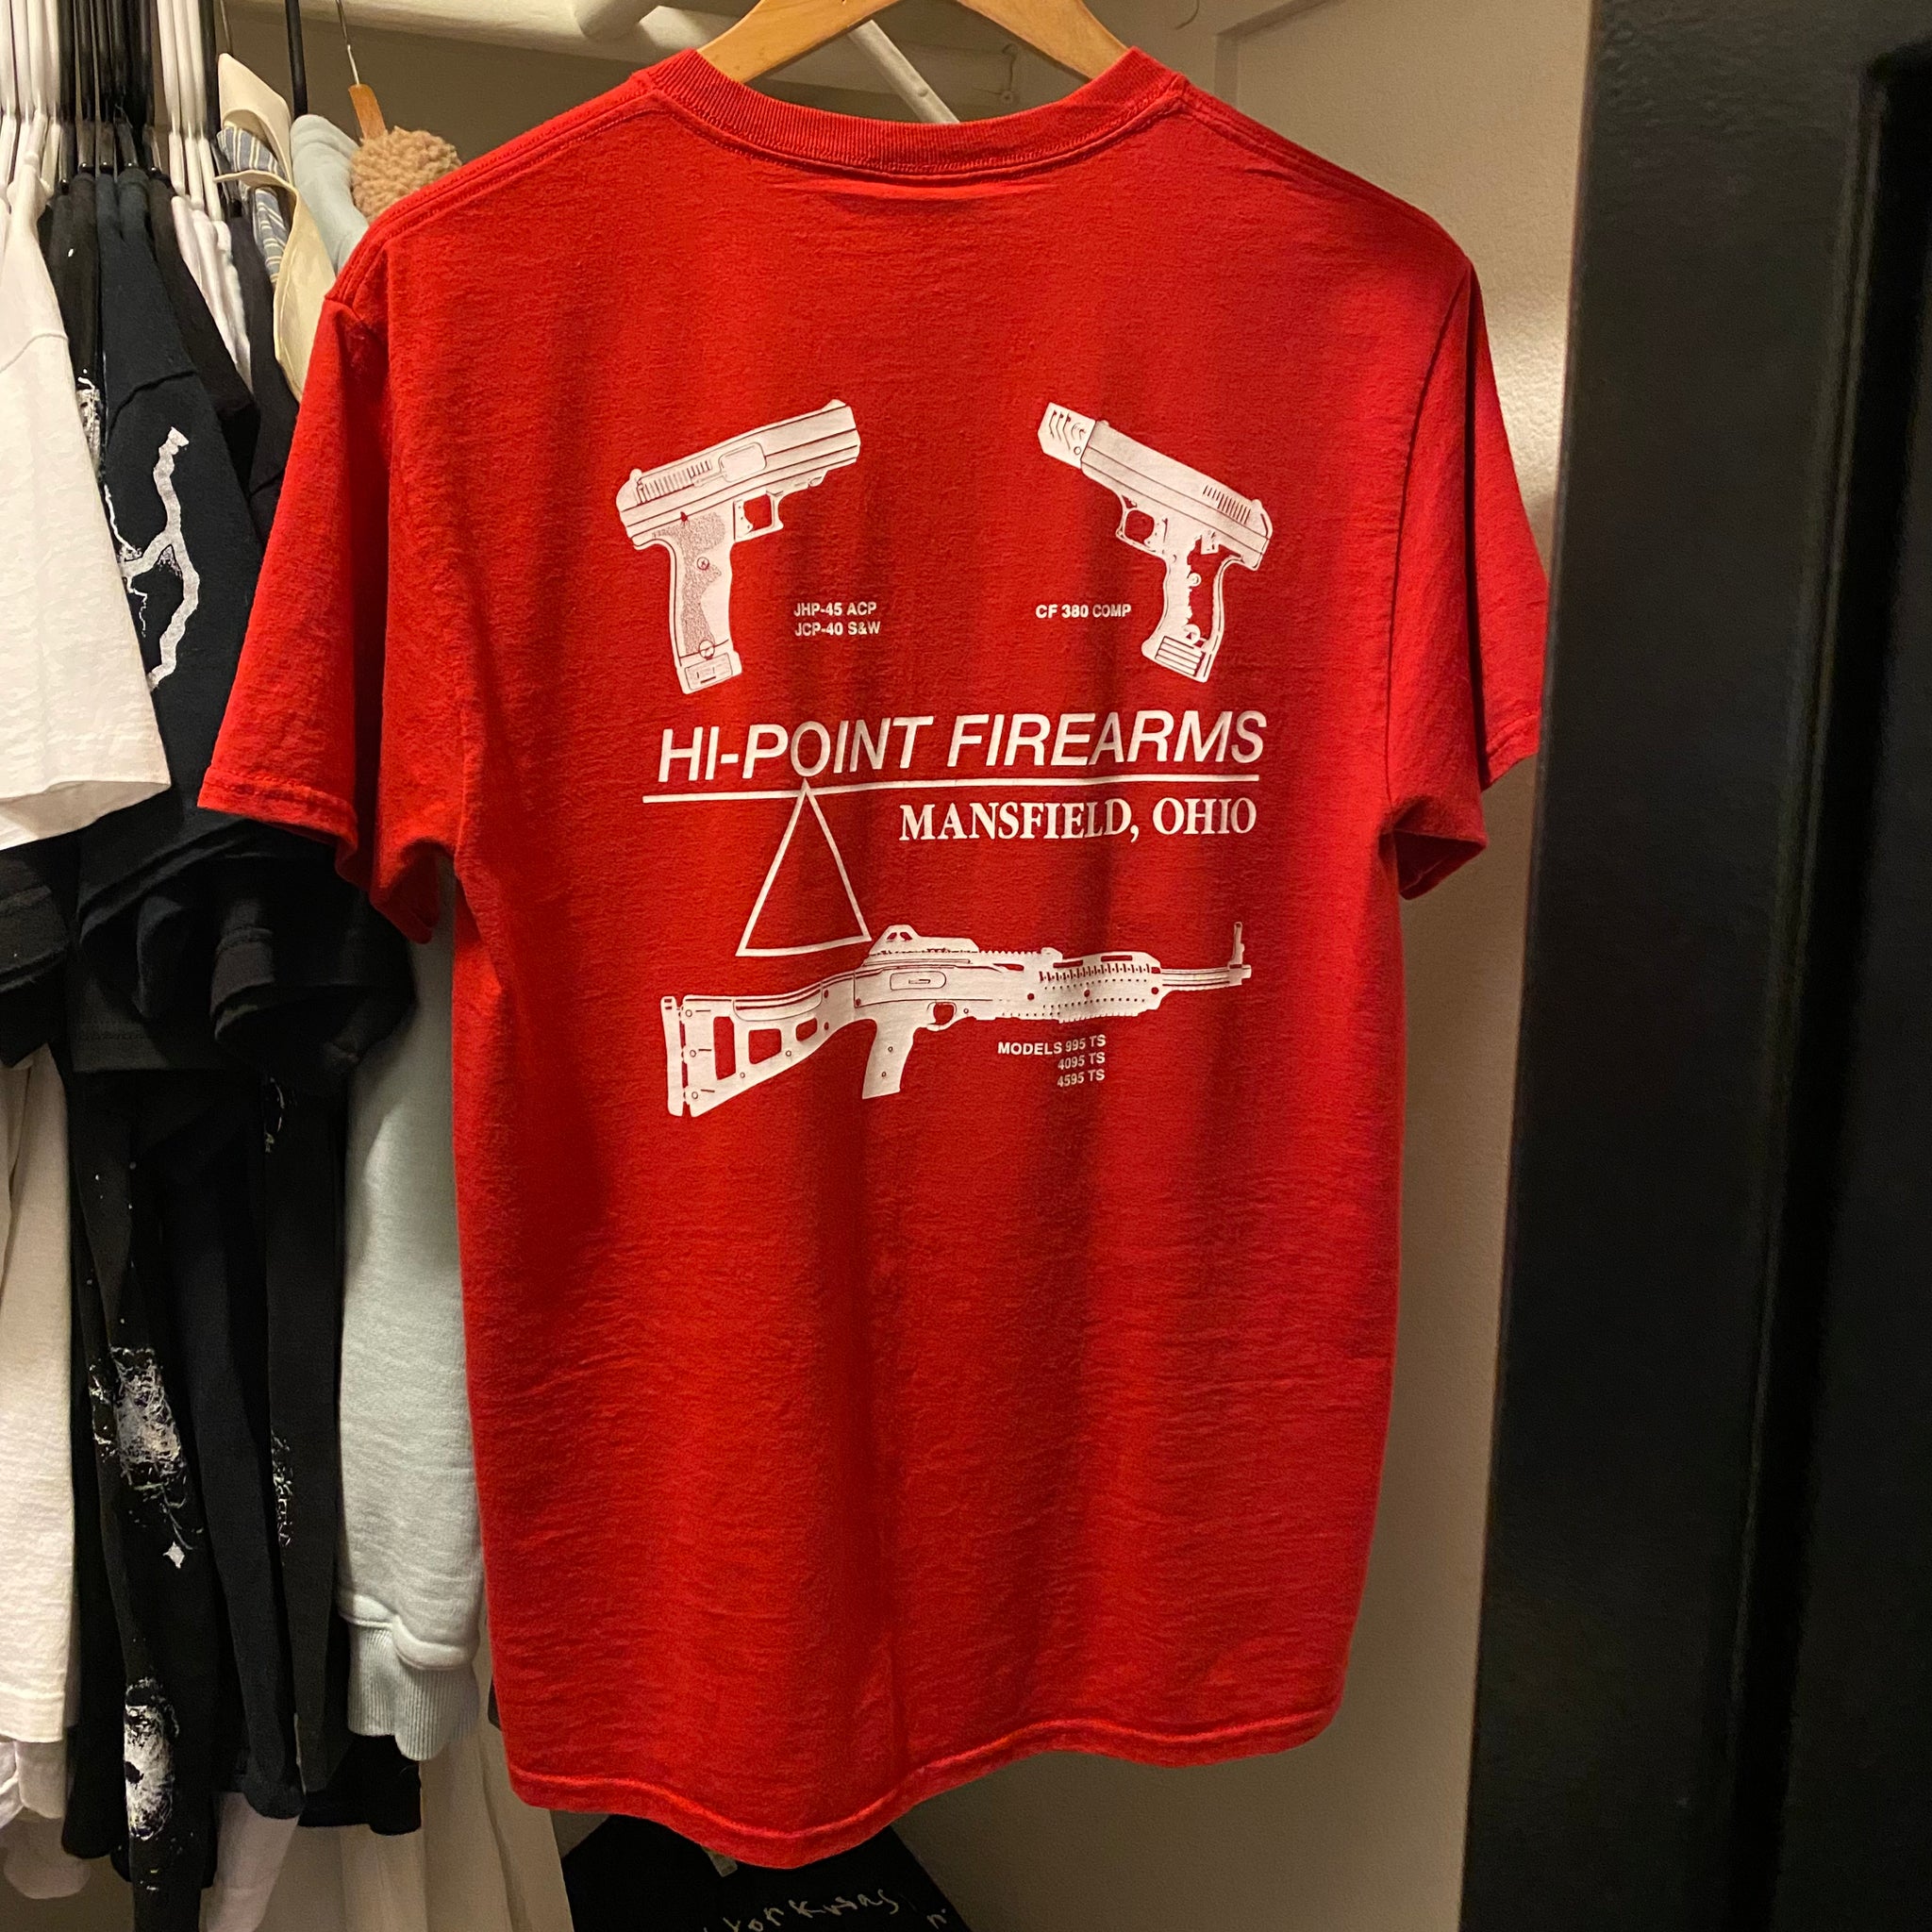 JHP-45 ACP
JCP-40 S&W
CF 380 COMP
HI-POINT FIREARMS
MANSFIELD, OHIO
MODELS 995 TS
4095 TS
4595 TS